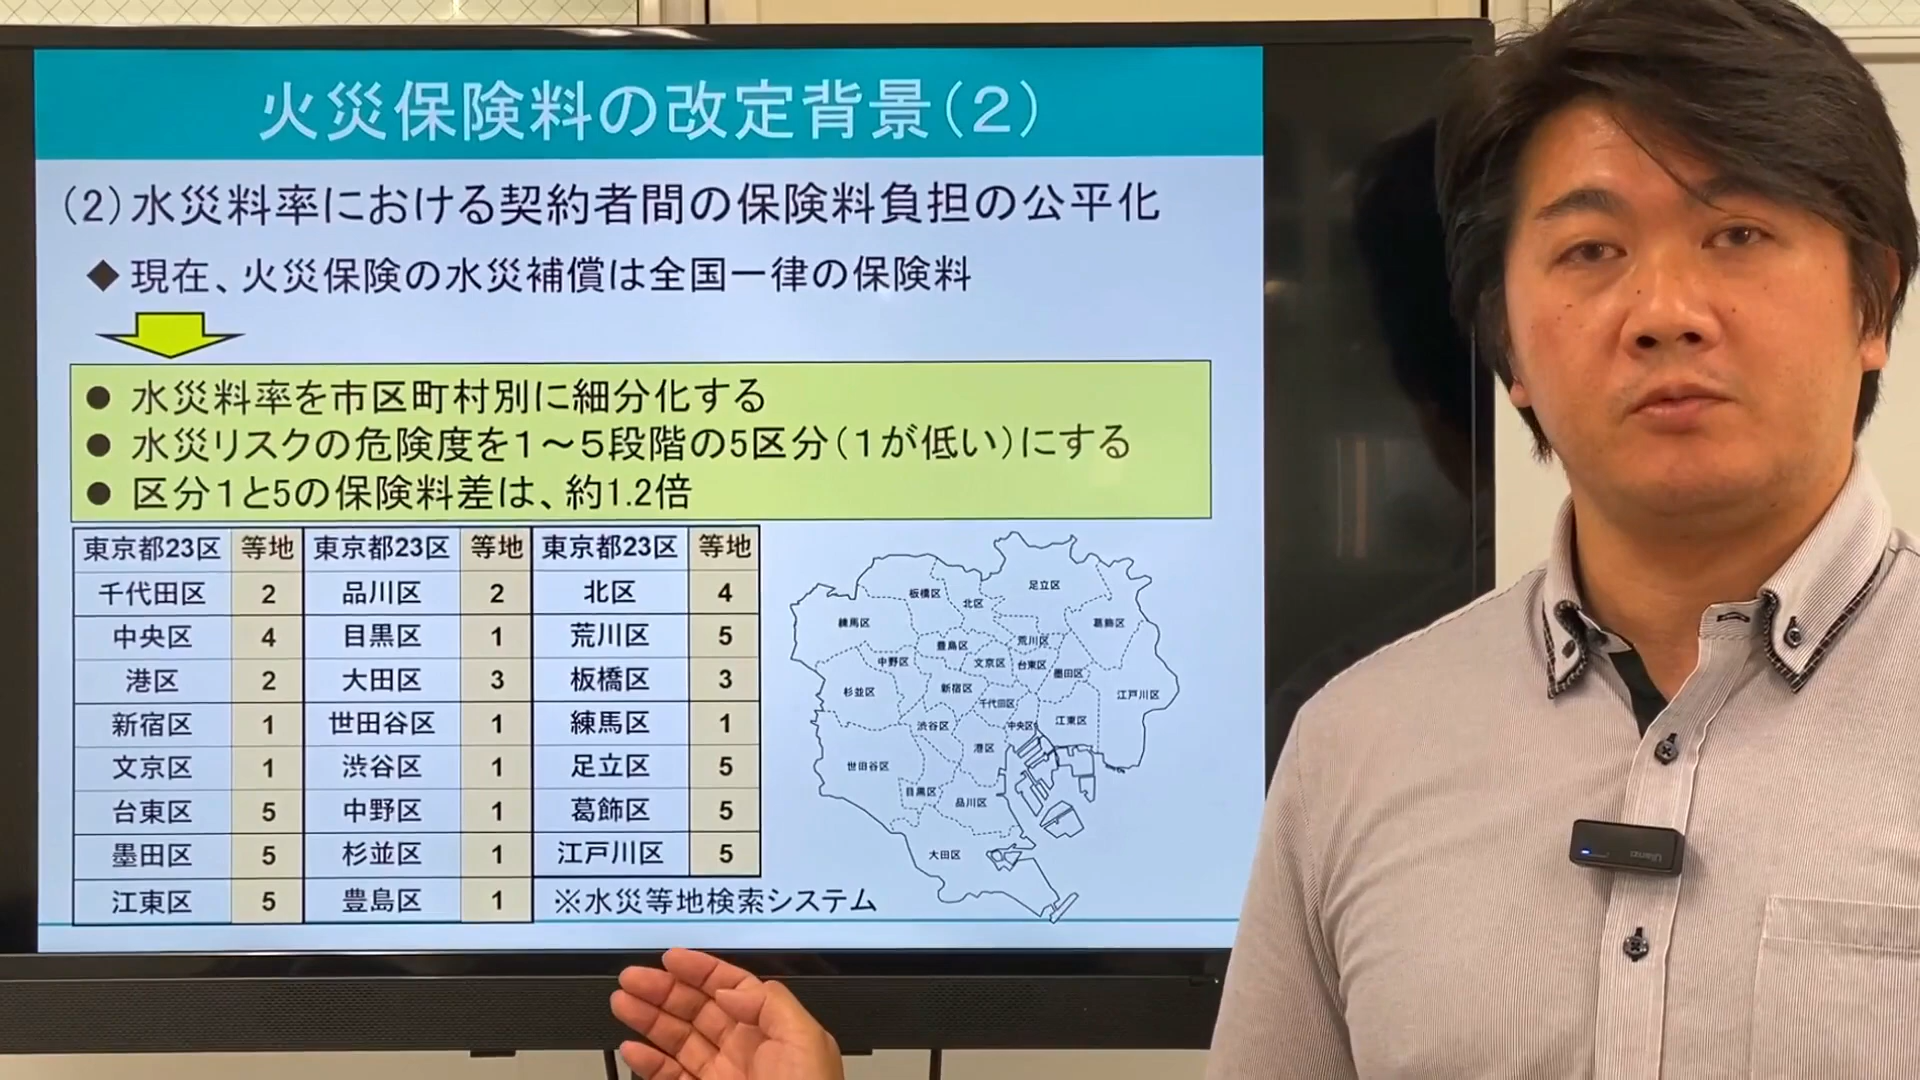 火災保険料の改定背景（２）
（2）水災料率における契約者間の保険料負担の公平化
◆ 現在、火災保険の水災補償は全国一律の保険料
● 水災料率を市区町村別に細分化する
● 水災リスクの危険度を１～５段階の5区分（１が低い）にする
● 区分１と5の保険料差は、約1.2倍
東京都23区 等地 東京都23区 等地 東京都23区 等地
千代田区 2 品川区 2 北区 4
中央区 4 目黒区 1 荒川区 5
港区 2 大田区 3 板橋区 3
新宿区 1 世田谷区 1 練馬区 1
文京区 1 渋谷区 1 足立区 5
台東区 5 中野区 1 葛飾区 5
墨田区 5 杉並区 1 江戸川区 5
江東区 5 豊島区 1 ※水災等地検索システム
足立区
板橋区
北区
練馬区
葛飾区
豊島区
荒川区
中野区
文京区
台東区
墨田区
杉並区
新宿区
江戸川区
千代田区
渋谷区
中央区
江東区
港区
世田谷区
目黒区
品川区
大田区
Ulanzi